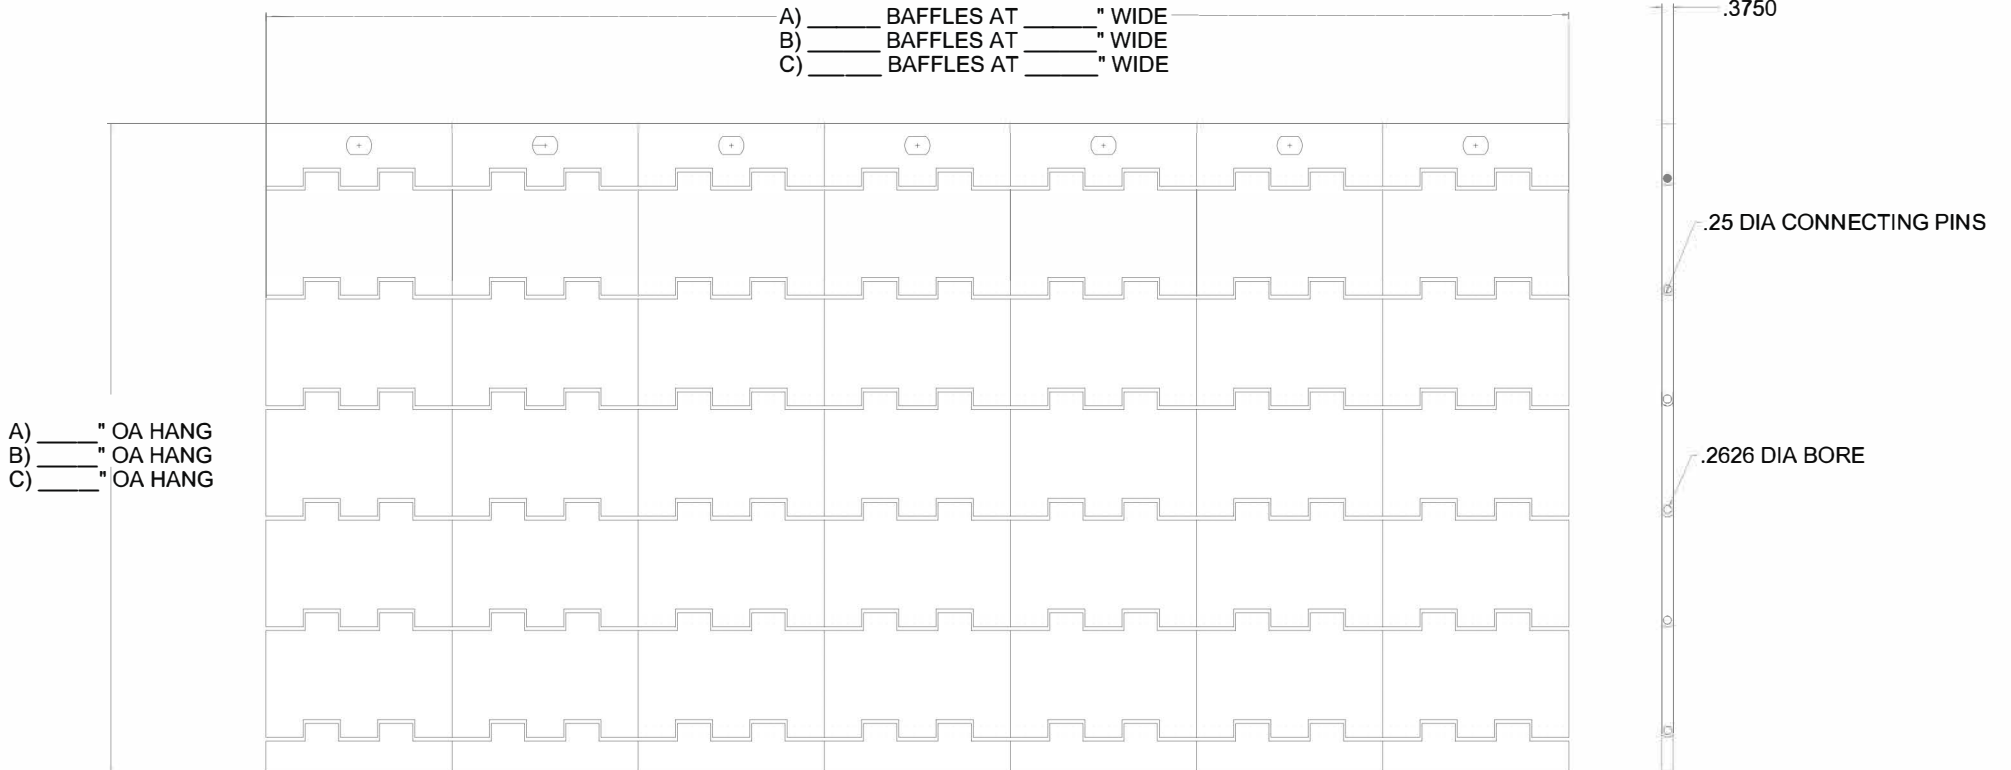 A) ______ BAFFLES AT ______" WIDE
B) ______ BAFFLES AT ______" WIDE
C) ______ BAFFLES AT ______" WIDE
.3750
.25 DIA CONNECTING PINS
A) _____" OA HANG
B) _____" OA HANG
C) _____" OA HANG
.2626 DIA BORE